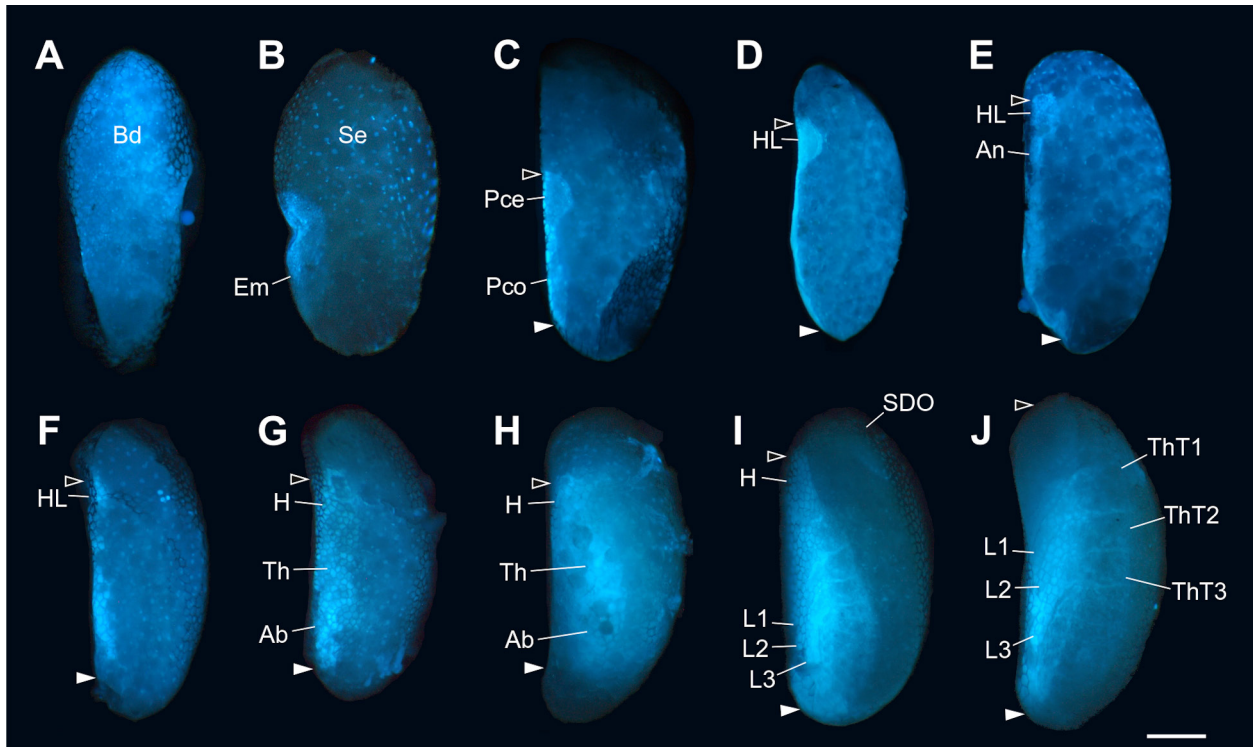 A
B
C
D
E
Bd
Se
HL
HL
An
Pce
Em
Pco
F
G
H
I
J
SDO
ThT1
HL
H
H
H
ThT2
L1
Th
Th
L2
ThT3
Ab
Ab
L1
L2
L3
L3